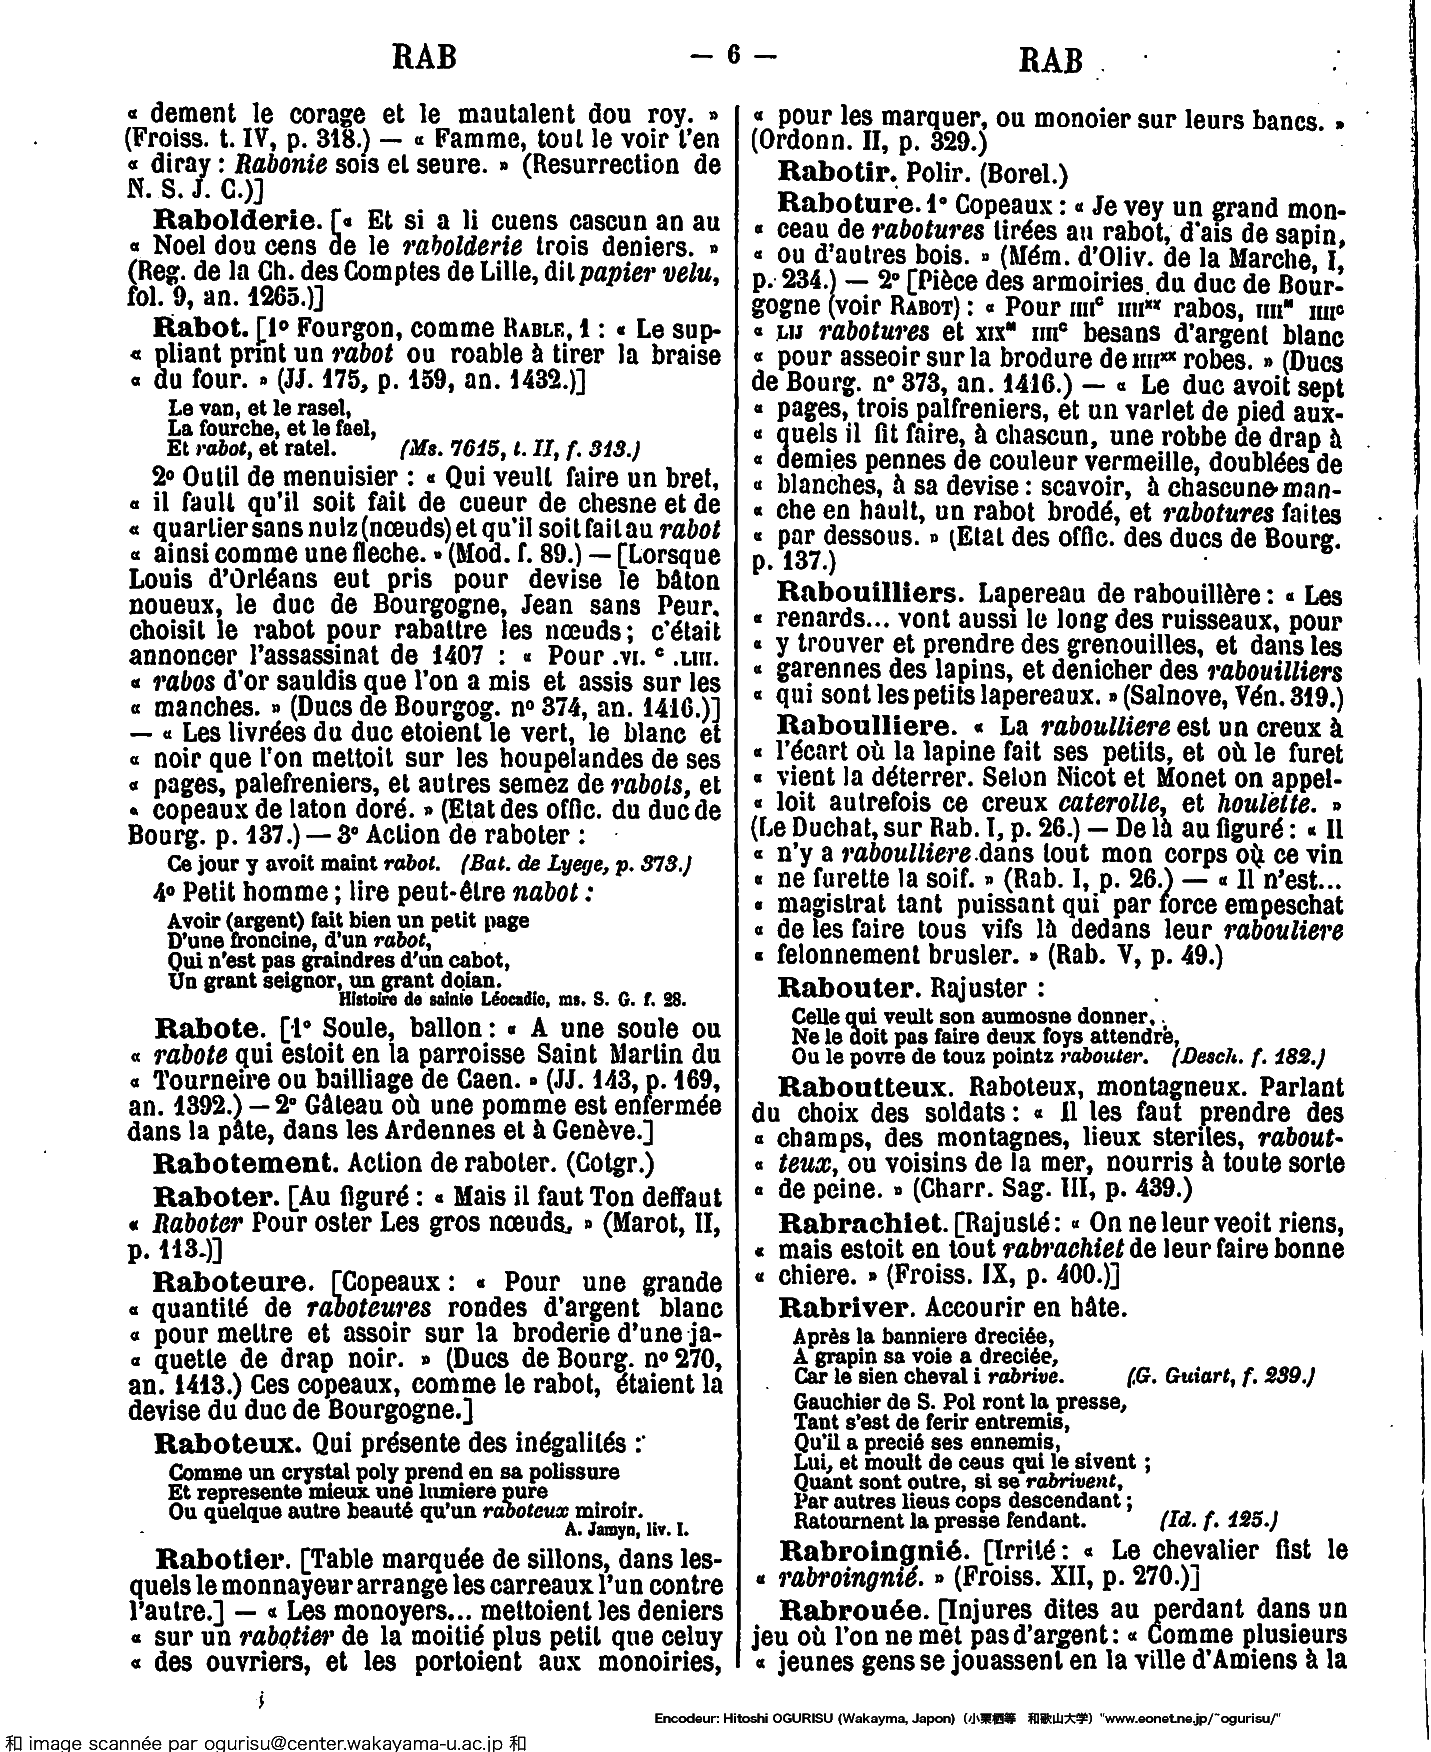 RAB — 6 — RAB
« dement le corage et le mautalent dou roy. »
(Froiss. t. IV, p. 318.) — « Famme, tout le voir t'en
« diray : Rabonie sois et seure. » (Resurrection de
N. S. J. C.)]
Rabolderie. [« Et si a li cuens cascun an au
« Noel dou cens de le rabolderie trois deniers. »
(Reg. de la Ch. des Comptes de Lille, dit papier velu,
fol. 9, an. 1265.)]
Rabot. [1º Fourgon, comme RABLE, 1 : « Le sup-
« pliant print un rabot ou roable à tirer la braise
« du four. » (JJ. 175, p. 159, an. 1432.)]
Le van, et le rasel,
La fourche, et le fael,
Et rabot, et ratel. (Ms. 7615, t. II, f. 313.)
2º Outil de menuisier : « Qui veult faire un bret,
« il fault qu'il soit fait de cueur de chesne et de
« quartier sans nulz (nœuds) et qu'il soit fait au rabot
« ainsi comme une fleche. » (Mod. f. 89.) — [Lorsque
Louis d'Orléans eut pris pour devise le bâton
noueux, le duc de Bourgogne, Jean sans Peur,
choisit le rabot pour rabattre les nœuds ; c'était
annoncer l'assassinat de 1407 : « Pour .VI. c .LIII.
« rabos d'or sauldis que l'on a mis et assis sur les
« manches. » (Ducs de Bourgog. nº 374, an. 1416.)]
— « Les livrées du duc etoient le vert, le blanc et
« noir que l'on mettoit sur les houpelandes de ses
« pages, palefreniers, et autres semez de rabots, et
« copeaux de laton doré. » (Etat des offic. du duc de
Bourg. p. 137.) — 3º Action de raboter :
Ce jour y avoit maint rabot. (Bat. de Lyege, p. 373.)
4º Petit homme ; lire peut-être nabot :
Avoir (argent) fait bien un petit page
D'une froncine, d'un rabot,
Qui n'est pas graindres d'un cabot,
Un grant seignor, un grant doian.
Histoire de sainte Léocadic, ms. S. G. f. 28.
Rabote. [1º Soule, ballon : « A une soule ou
« rabote qui estoit en la parroisse Saint Martin du
« Tourneire ou bailliage de Caen. » (JJ. 143, p. 169,
an. 1392.) — 2º Gâteau où une pomme est enfermée
dans la pâte, dans les Ardennes et à Genève.]
Rabotement. Action de raboter. (Cotgr.)
Raboter. [Au figuré : « Mais il faut Ton deffaut
« Raboter Pour oster Les gros nœuds. » (Marot, II,
p. 113.)]
Raboteure. [Copeaux : « Pour une grande
« quantité de raboteures rondes d'argent blanc
« pour mettre et assoir sur la broderie d'une ja-
« quette de drap noir. » (Ducs de Bourg. nº 270,
an. 1413.) Ces copeaux, comme le rabot, étaient la
devise du duc de Bourgogne.]
Raboteux. Qui présente des inégalités :
Comme un crystal poly prend en sa polissure
Et represente mieux une lumiere pure
Ou quelque autre beauté qu'un raboteux miroir.
A. Jamyn, liv. I.
Rabotier. [Table marquée de sillons, dans les-
quels le monnayeur arrange les carreaux l'un contre
l'autre.] — « Les monoyers... mettoient les deniers
« sur un rabotier de la moitié plus petit que celuy
« des ouvriers, et les portoient aux monoiries,
« pour les marquer, ou monoier sur leurs bancs. »
(Ordonn. II, p. 329.)
Rabotir. Polir. (Borel.)
Raboture. 1º Copeaux : « Je vey un grand mon-
« ceau de rabotures tirées au rabot, d'ais de sapin,
« ou d'autres bois. » (Mém. d'Oliv. de la Marche, I,
p. 234.) — 2º [Pièce des armoiries du duc de Bour-
gogne (voir RABOT) : « Pour IIIIc IIIIxx rabos, IIIIm IIIIc
« LIJ rabotures et XIXm IIIIc besans d'argent blanc
« pour asseoir sur la brodure de IIIIxx robes. » (Ducs
de Bourg. nº 373, an. 1416.) — « Le duc avoit sept
« pages, trois palfreniers, et un varlet de pied aux-
« quels il fit faire, à chascun, une robbe de drap à
« demies pennes de couleur vermeille, doublées de
« blanches, à sa devise : scavoir, à chascune man-
« che en hault, un rabot brodé, et rabotures faites
« par dessous. » (Etat des offic. des ducs de Bourg.
p. 137.)
Rabouilliers. Lapereau de rabouillère : « Les
« renards... vont aussi le long des ruisseaux, pour
« y trouver et prendre des grenouilles, et dans les
« garennes des lapins, et denicher des rabouilliers
« qui sont les petits lapereaux. » (Salnove, Vén. 319.)
Raboulliere. « La raboulliere est un creux à
« l'écart où la lapine fait ses petits, et où le furet
« vient la déterrer. Selon Nicot et Monet on appel-
« loit autrefois ce creux caterolle, et houlette. »
(Le Duchat, sur Rab. I, p. 26.) — De là au figuré : « Il
« n'y a raboulliere dans tout mon corps où ce vin
« ne furette la soif. » (Rab. I, p. 26.) — « Il n'est...
« magistrat tant puissant qui par force empeschat
« de les faire tous vifs là dedans leur rabouliere
« felonnement brusler. » (Rab. V, p. 49.)
Rabouter. Rajuster :
Celle qui veult son aumosne donner,
Ne le doit pas faire deux foys attendre,
Ou le povre de touz pointz rabouter. (Desch. f. 182.)
Raboutteux. Raboteux, montagneux. Parlant
du choix des soldats : « Il les faut prendre des
« champs, des montagnes, lieux steriles, rabout-
« teux, ou voisins de la mer, nourris à toute sorte
« de peine. » (Charr. Sag. III, p. 439.)
Rabrachiet. [Rajusté : « On ne leur veoit riens,
« mais estoit en tout rabrachiet de leur faire bonne
« chiere. » (Froiss. IX, p. 400.)]
Rabriver. Accourir en hâte.
Après la banniere dreciée,
A grapin sa voie a dreciée,
Car le sien cheval i rabrive. (G. Guiart, f. 239.)
Gauchier de S. Pol ront la presse,
Tant s'est de ferir entremis,
Qu'il a precié ses ennemis,
Lui, et moult de ceus qui le sivent ;
Quant sont outre, si se rabrivent,
Par autres lieus cops descendant ;
Ratournent la presse fendant. (Id. f. 125.)
Rabroingnié. [Irrité : « Le chevalier fist le
« rabroingnié. » (Froiss. XII, p. 270.)]
Rabrouée. [Injures dites au perdant dans un
jeu où l'on ne met pas d'argent : « Comme plusieurs
« jeunes gens se jouassent en la ville d'Amiens à la
Encodeur: Hitoshi OGURISU (Wakayma, Japon) (小栗栖等 和歌山大学) "www.eonet.ne.jp/~ogurisu/"
和 image scannée par ogurisu@center.wakayama-u.ac.jp 和